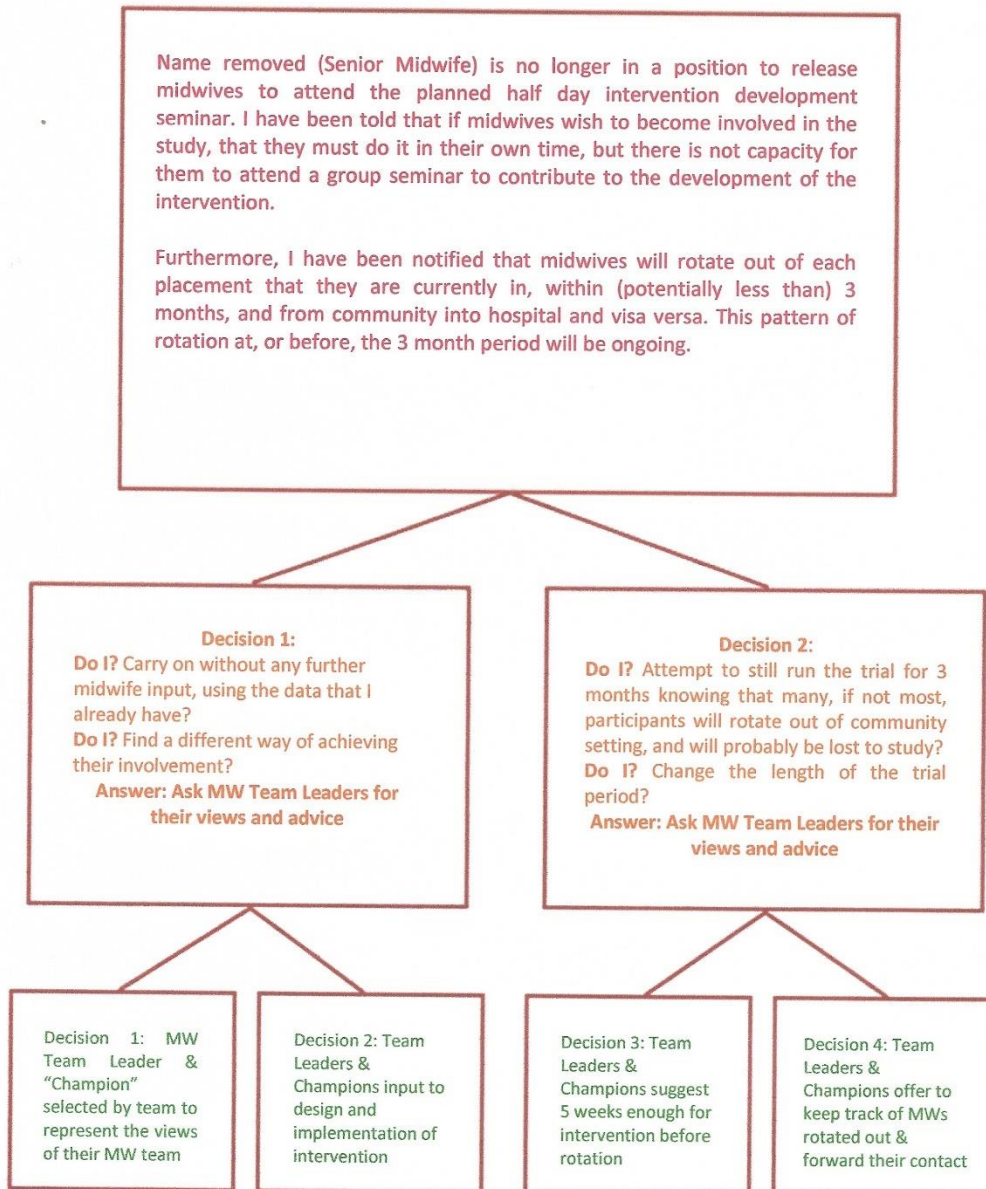 Name removed (Senior Midwife) is no longer in a position to release
midwives to attend the planned half day intervention development
seminar. I have been told that if midwives wish to become involved in the
study, that they must do it in their own time, but there is not capacity for
them to attend a group seminar to contribute to the development of the
intervention.
Furthermore, I have been notified that midwives will rotate out of each
placement that they are currently in, within (potentially less than) 3
months, and from community into hospital and visa versa. This pattern of
rotation at, or before, the 3 month period will be ongoing.
Decision 1:
Do I? Carry on without any further
midwife input, using the data that I
already have?
Do I? Find a different way of achieving
their involvement?
Answer: Ask MW Team Leaders for
their views and advice
Decision 2:
Do I? Attempt to still run the trial for 3
months knowing that many, if not most,
participants will rotate out of community
setting, and will probably be lost to study?
Do I? Change the length of the trial
period?
Answer: Ask MW Team Leaders for their
views and advice
Decision 1: MW
Team Leader &
“Champion”
selected by team to
represent the views
of their MW team
Decision 2: Team
Leaders &
Champions input to
design and
implementation of
intervention
Decision 3: Team
Leaders &
Champions suggest
5 weeks enough for
intervention before
rotation
Decision 4: Team
Leaders &
Champions offer to
keep track of MWs
rotated out &
forward their contact